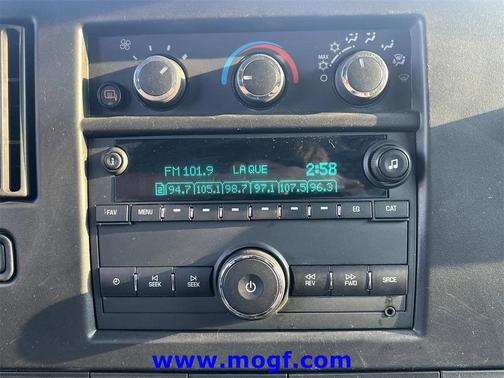 MAX
FM 101.9 LA QUE 2:58
94.7 105.1 98.7 97.1 107.5 96.3
FAV MENU EQ CAT
SEEK SEEK REV FWD SRCE
www.mogf.com